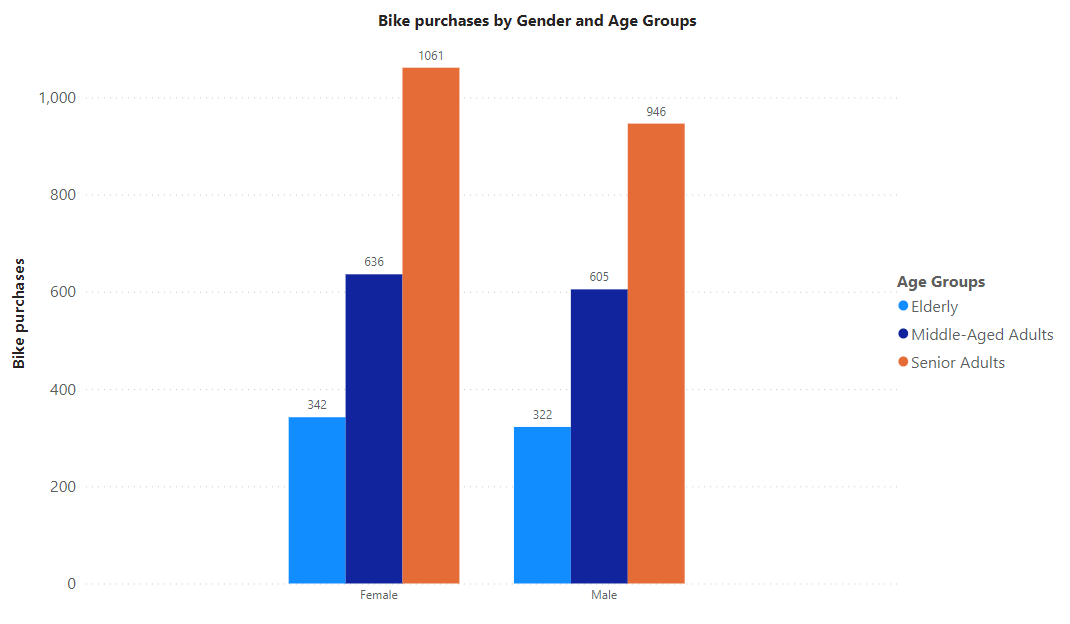 Bike purchases by Gender and Age Groups
Bike purchases
1,000
800
600
400
200
0
342
636
1061
322
605
946
Female
Male
Age Groups
Elderly
Middle-Aged Adults
Senior Adults